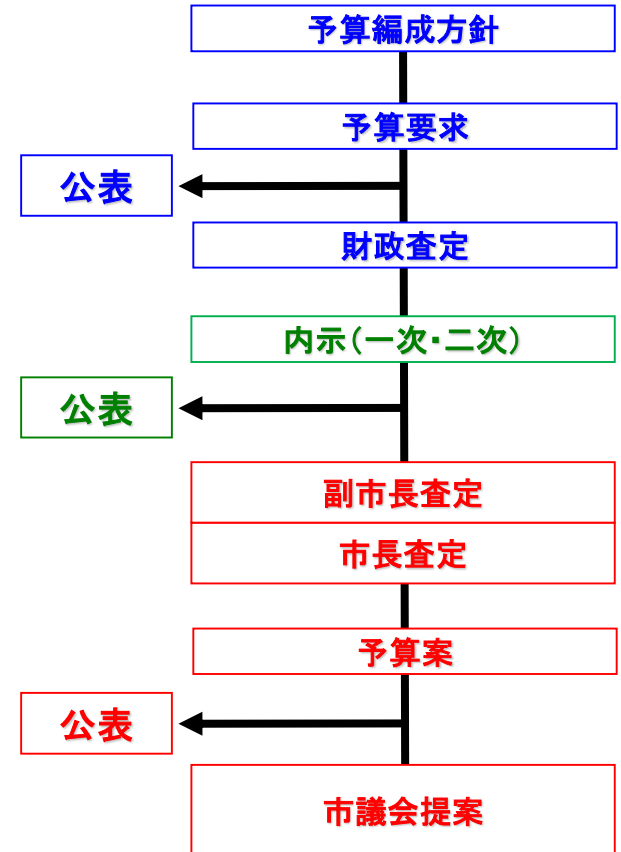 予算編成方針
予算要求
公表
財政査定
内示（一次・二次）
公表
副市長査定
市長査定
予算案
公表
市議会提案